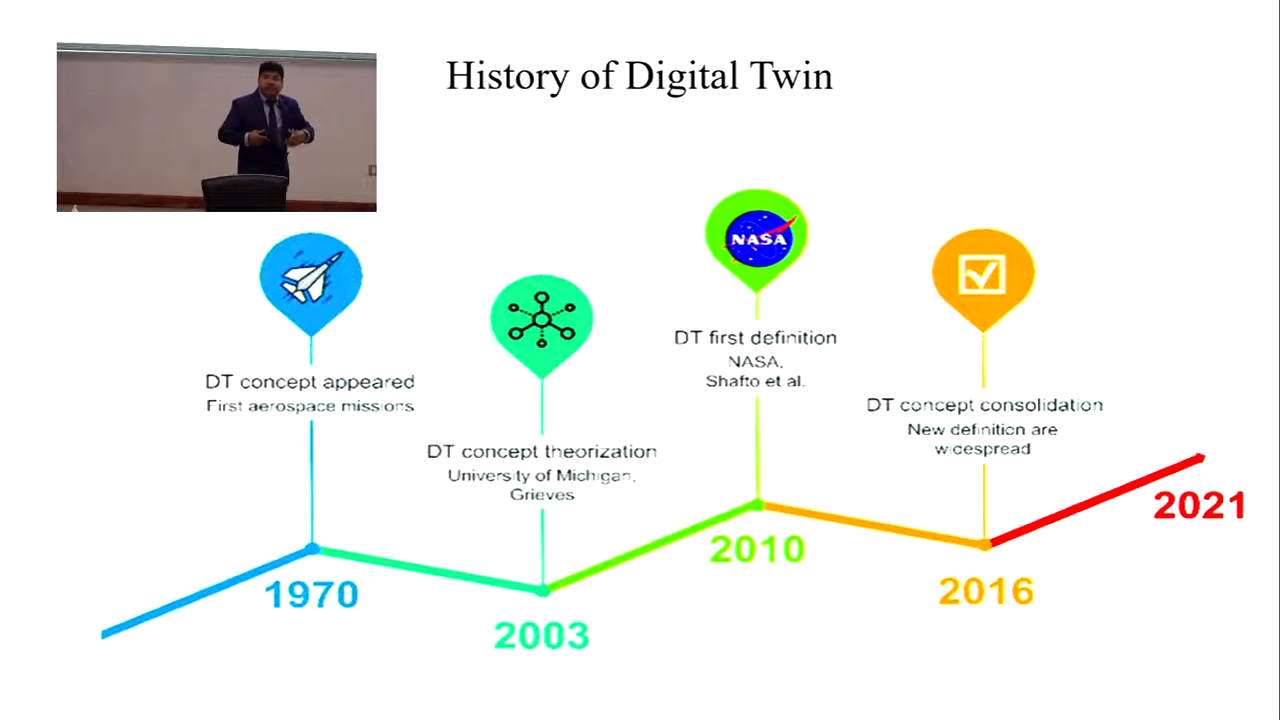 History of Digital Twin
DT concept appeared
First aerospace missions
1970
DT concept theorization
University of Michigan,
Grieves
2003
NASA
DT first definition
NASA,
Shafto et al.
2010
DT concept consolidation
New definition are
widespread
2016
2021